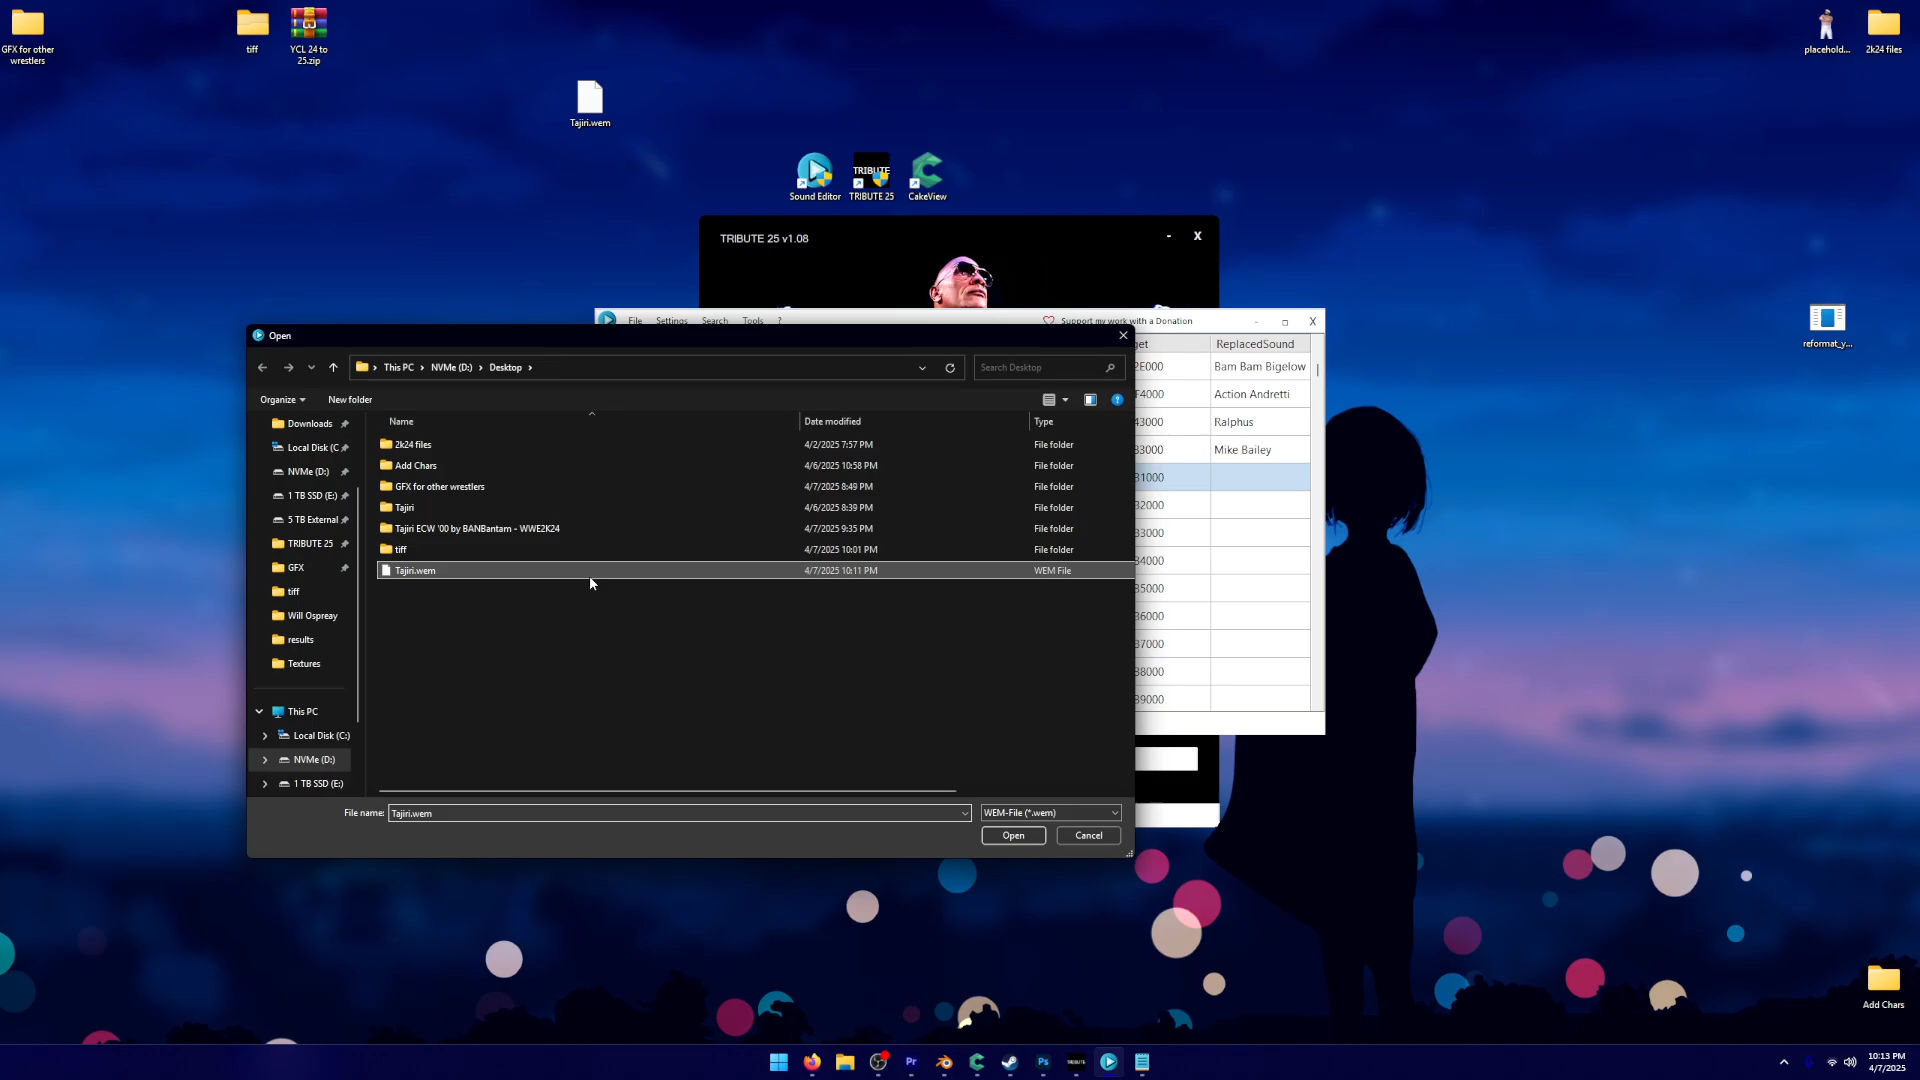 GFX for other
wrestlers
tiff
YCL 24 to
25.zip
placehold...
2k24 files
Tajiri.wem
TRIBUTE
Sound Editor
TRIBUTE 25
CakeView
TRIBUTE 25 v1.08
- X
reformat_y...
File Settings Search Tools ?
Support my work with a Donation
X
Open
This PC > NVMe (D:) > Desktop >
Search Desktop
Organize
New folder
Name
Date modified
Type
2k24 files 4/2/2025 7:57 PM File folder
Add Chars 4/6/2025 10:58 PM File folder
GFX for other wrestlers 4/7/2025 8:49 PM File folder
Tajiri 4/6/2025 8:39 PM File folder
Tajiri ECW '00 by BANBantam - WWE2K24 4/7/2025 9:35 PM File folder
tiff 4/7/2025 10:01 PM File folder
Tajiri.wem 4/7/2025 10:11 PM WEM File
Downloads
Local Disk (C
NVMe (D:)
1 TB SSD (E:)
5 TB External
TRIBUTE 25
GFX
tiff
Will Ospreay
results
Textures
This PC
Local Disk (C:)
NVMe (D:)
1 TB SSD (E:)
File name: Tajiri.wem
WEM-File (*.wem)
Open
Cancel
get ReplacedSound
2E000 Bam Bam Bigelow
F4000 Action Andretti
43000 Ralphus
33000 Mike Bailey
31000
32000
33000
34000
35000
36000
37000
38000
39000
Add Chars
Pr
Ps
TRIBUTE
10:13 PM
4/7/2025